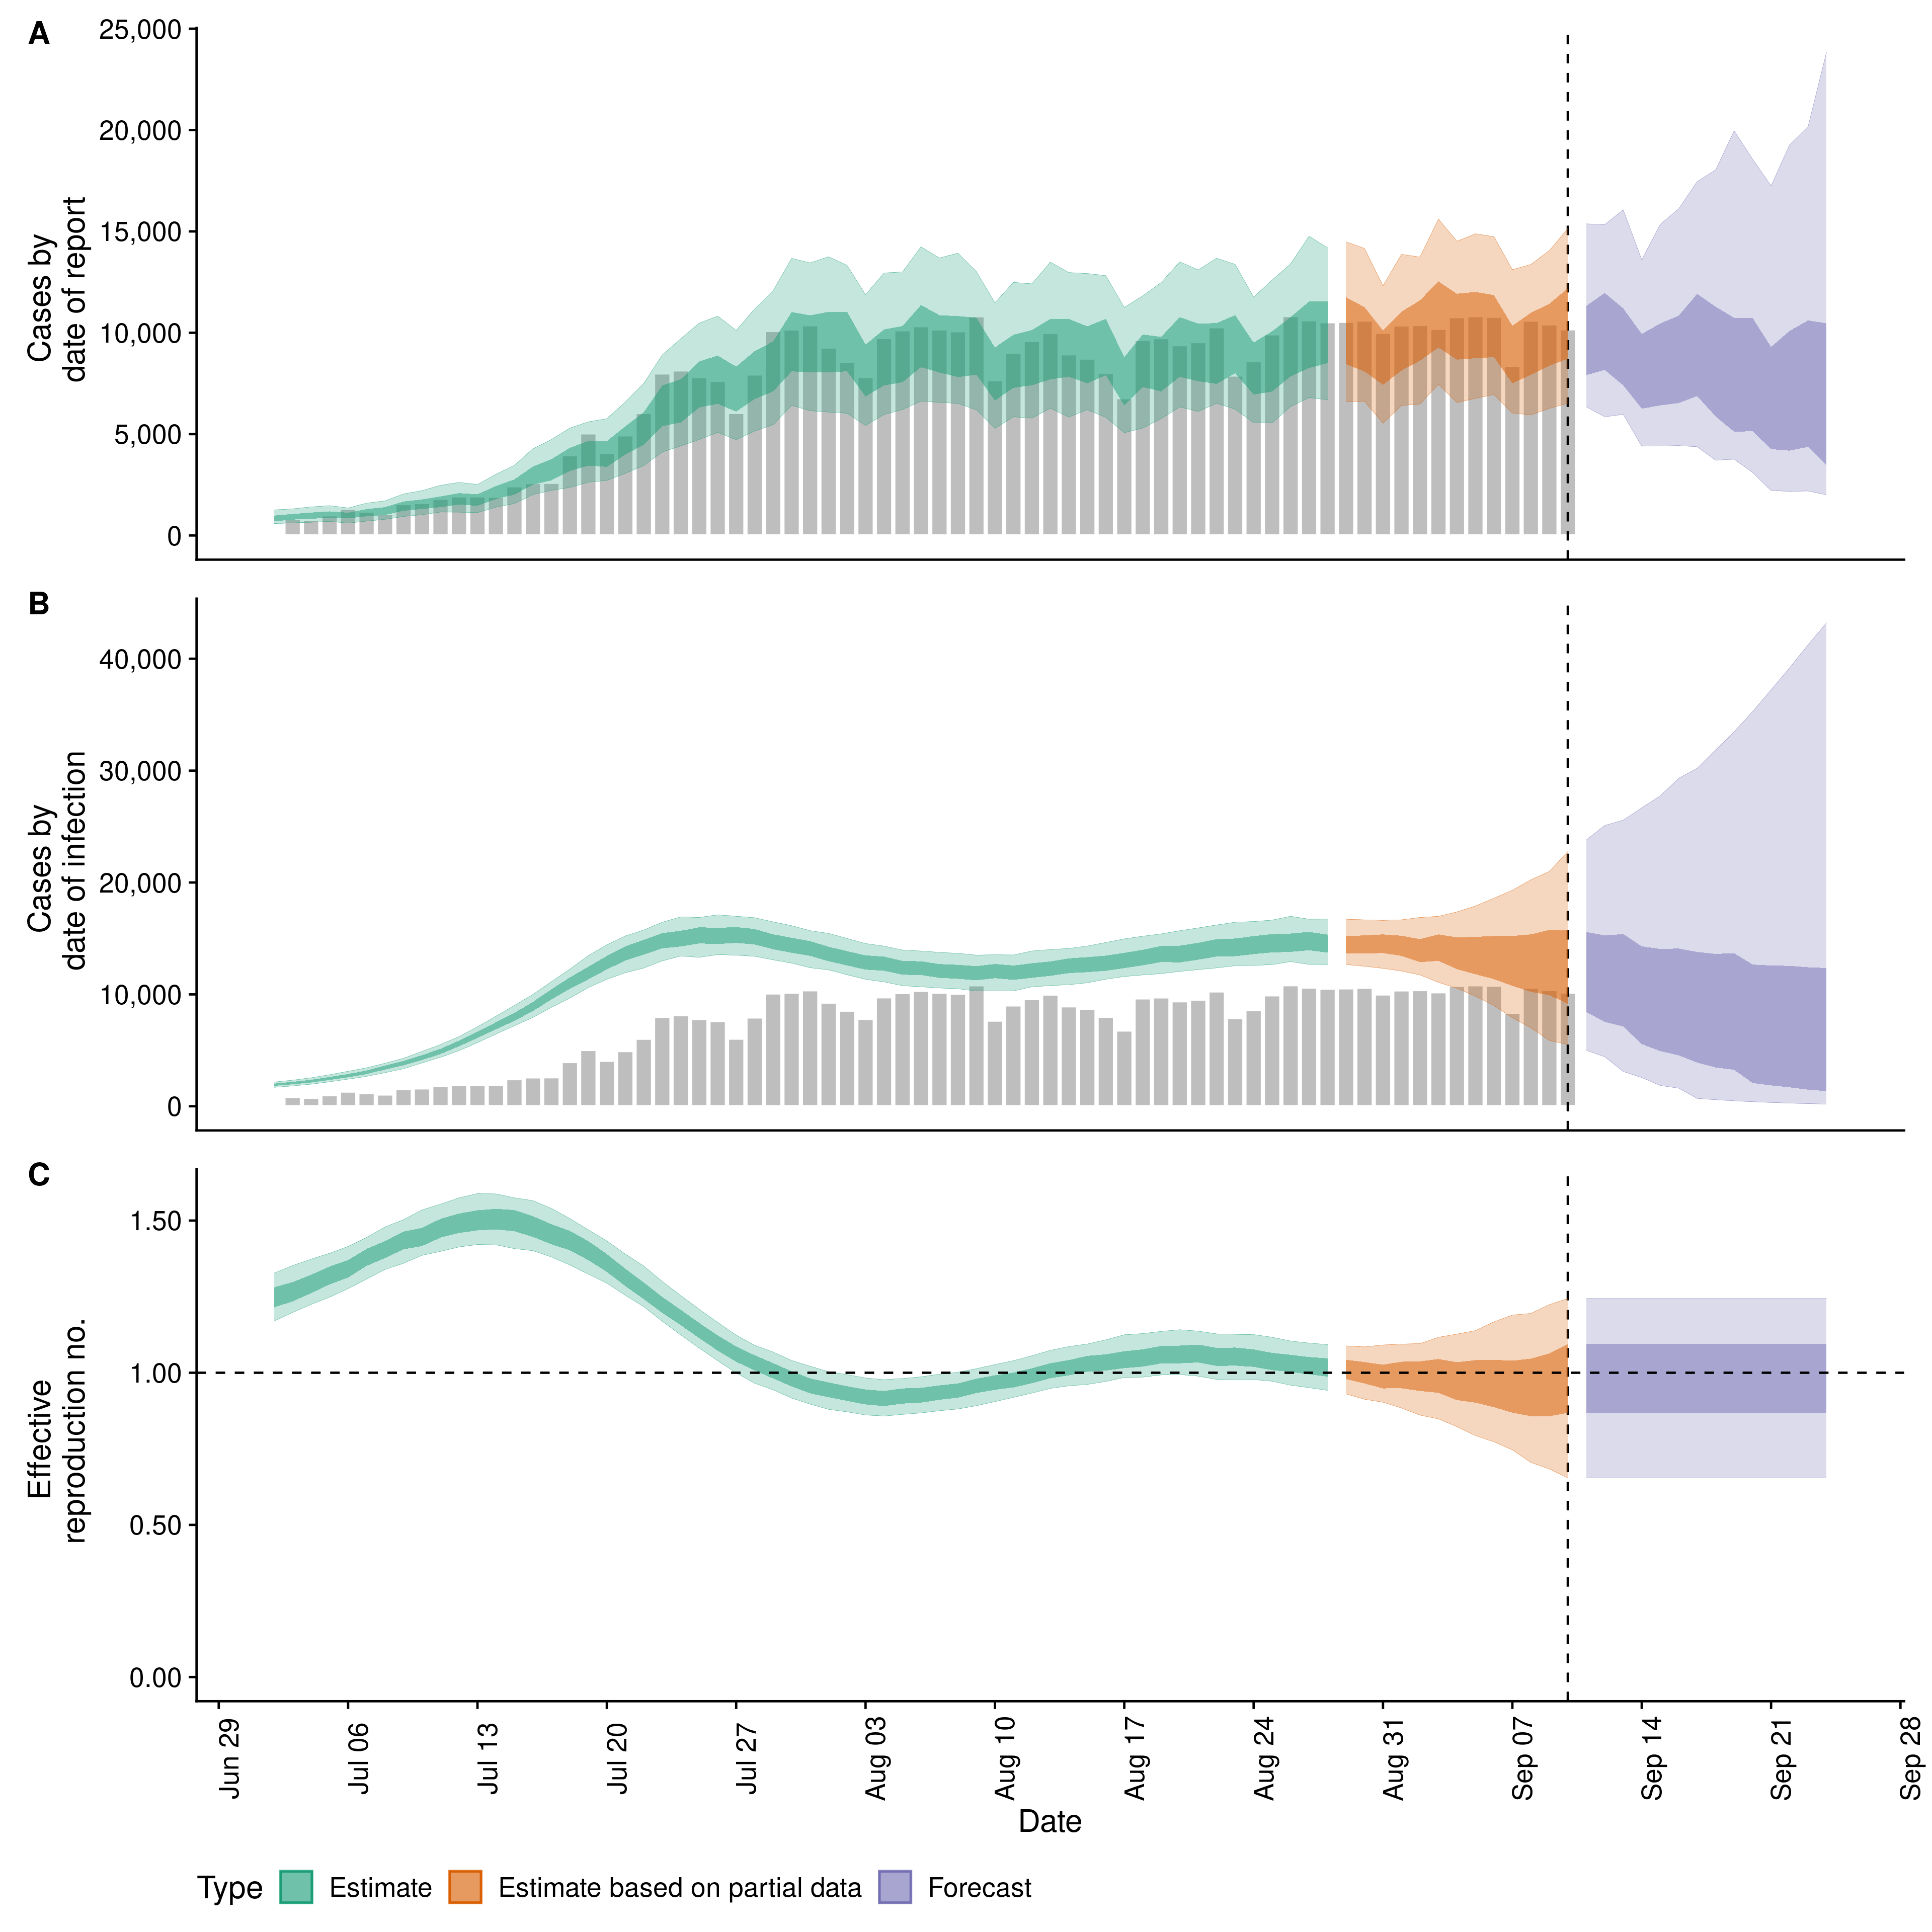 A
25,000
20,000
15,000
10,000
5,000
0
Cases by
date of report
B
40,000
30,000
20,000
10,000
0
Cases by
date of infection
C
1.50
1.00
0.50
0.00
Effective
reproduction no.
Jun 29
Jul 06
Jul 13
Jul 20
Jul 27
Aug 03
Aug 10
Aug 17
Aug 24
Aug 31
Sep 07
Sep 14
Sep 21
Sep 28
Date
Type Estimate Estimate based on partial data Forecast